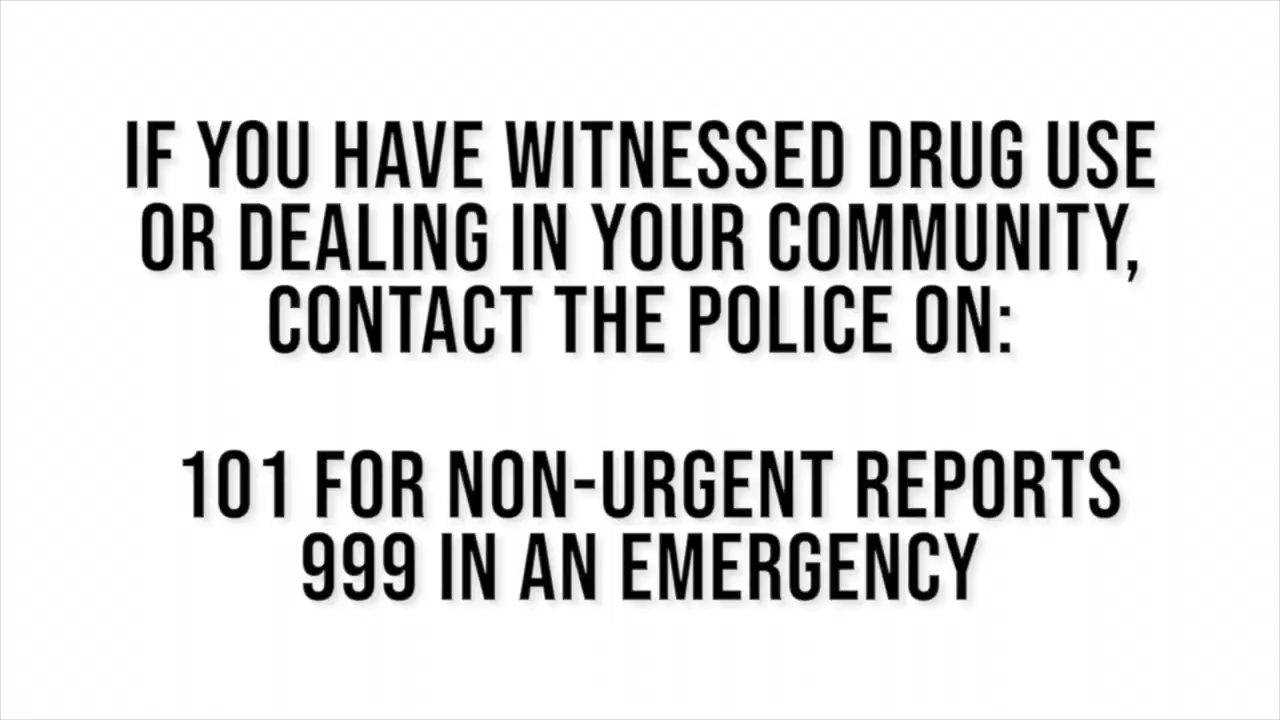 IF YOU HAVE WITNESSED DRUG USE
OR DEALING IN YOUR COMMUNITY,
CONTACT THE POLICE ON:
101 FOR NON-URGENT REPORTS
999 IN AN EMERGENCY